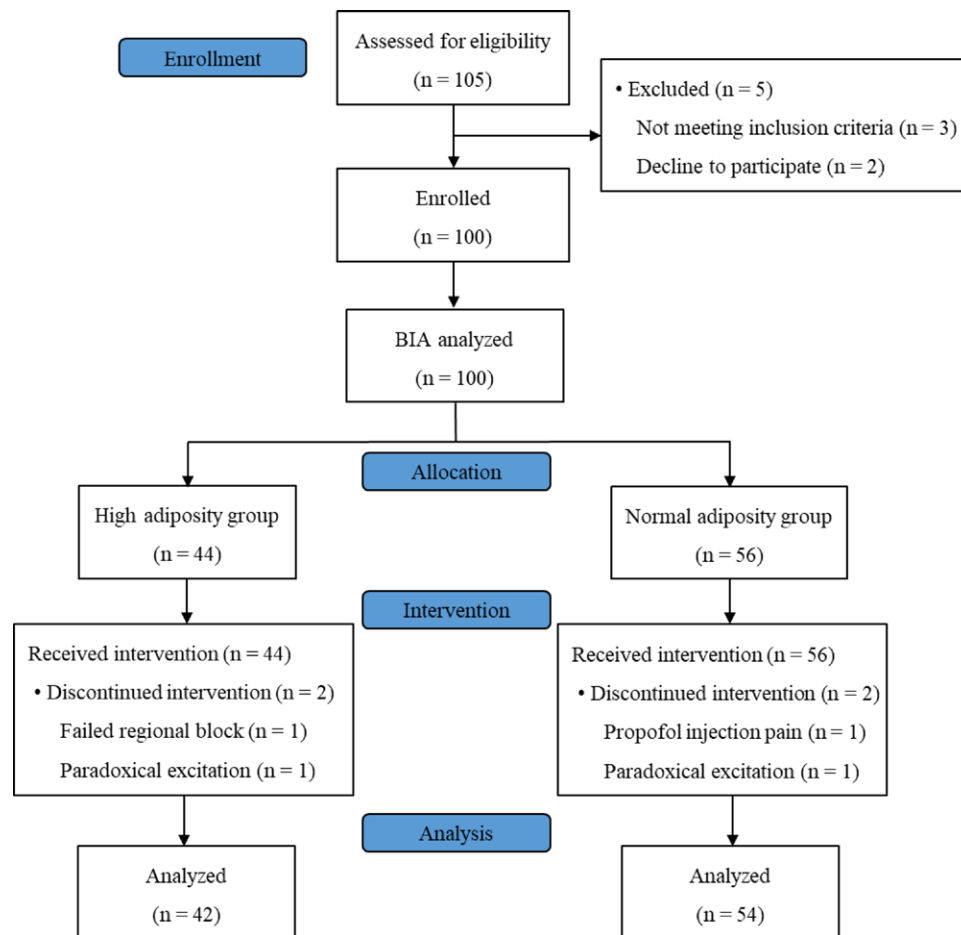 Enrollment
Assessed for eligibility
(n = 105)
• Excluded (n = 5)
Not meeting inclusion criteria (n = 3)
Decline to participate (n = 2)
Enrolled
(n = 100)
BIA analyzed
(n = 100)
Allocation
High adiposity group
(n = 44)
Normal adiposity group
(n = 56)
Intervention
Received intervention (n = 44)
• Discontinued intervention (n = 2)
Failed regional block (n = 1)
Paradoxical excitation (n = 1)
Received intervention (n = 56)
• Discontinued intervention (n = 2)
Propofol injection pain (n = 1)
Paradoxical excitation (n = 1)
Analysis
Analyzed
(n = 42)
Analyzed
(n = 54)